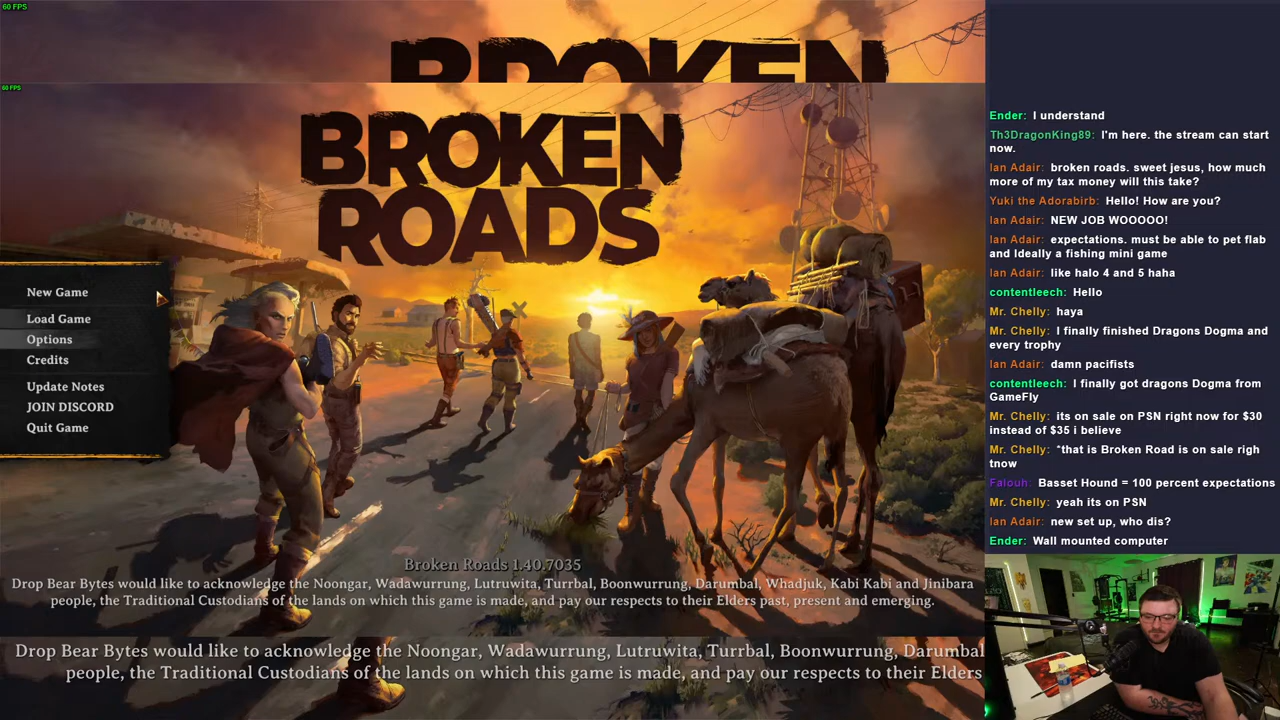 60 FPS
BROKEN
60 FPS
BROKEN
ROADS
New Game
Load Game
Options
Credits
Update Notes
JOIN DISCORD
Quit Game
Broken Roads 1.40.7035
Drop Bear Bytes would like to acknowledge the Noongar, Wadawurrung, Lutruwita, Turrbal, Boonwurrung, Darumbal, Whadjuk, Kabi Kabi and Jinibara
people, the Traditional Custodians of the lands on which this game is made, and pay our respects to their Elders past, present and emerging.
Drop Bear Bytes would like to acknowledge the Noongar, Wadawurrung, Lutruwita, Turrbal, Boonwurrung, Darumbal
people, the Traditional Custodians of the lands on which this game is made, and pay our respects to their Elders
Ender: I understand
Th3DragonKing89: I'm here. the stream can start
now.
Ian Adair: broken roads. sweet jesus, how much
more of my tax money will this take?
Yuki the Adorabirb: Hello! How are you?
Ian Adair: NEW JOB WOOOOO!
Ian Adair: expectations. must be able to pet flab
and Ideally a fishing mini game
Ian Adair: like halo 4 and 5 haha
contentleech: Hello
Mr. Chelly: haya
Mr. Chelly: I finally finished Dragons Dogma and
every trophy
Ian Adair: damn pacifists
contentleech: I finally got dragons Dogma from
GameFly
Mr. Chelly: its on sale on PSN right now for $30
instead of $35 i believe
Mr. Chelly: *that is Broken Road is on sale righ
tnow
Falouh: Basset Hound = 100 percent expectations
Mr. Chelly: yeah its on PSN
Ian Adair: new set up, who dis?
Ender: Wall mounted computer